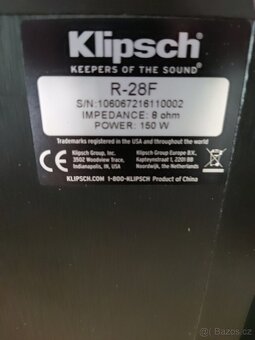 Klipsch®
KEEPERS OF THE SOUND®
R-28F
S/N:106067216110002
IMPEDANCE: 8 ohm
POWER: 150 W
Trademarks registered in the USA and throughout the world
CE
Klipsch Group, Inc.
3502 Woodview Trace,
Indianapolis, IN, USA
Klipsch Group Europe B.V.
Kapteynstraat 1, 2201 BB
Noordwijk, the Netherlands
KLIPSCH.COM 1-800-KLIPSCH Product of China
Sbazoš.cz